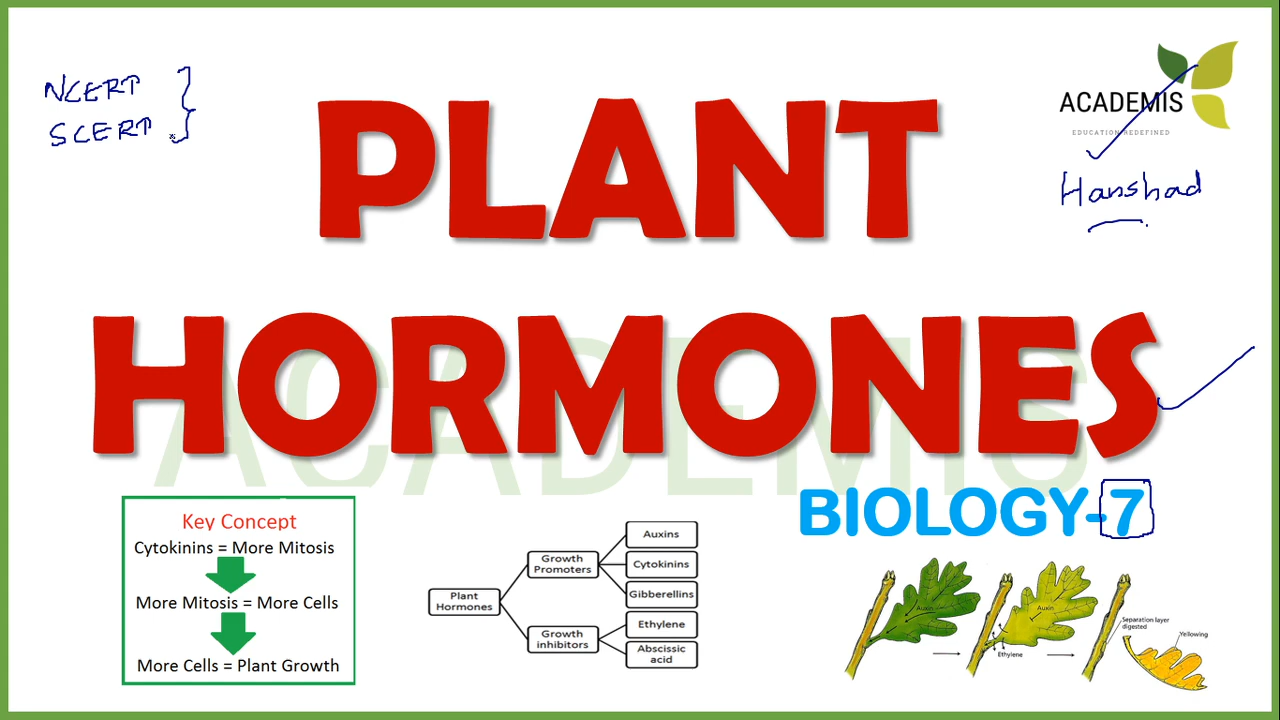 NCERT
SCERT
ACADEMIS
EDUCATION REDEFINED
Hanshad
PLANT
HORMONES
ACADEMIS
BIOLOGY-7
Key Concept
Cytokinins = More Mitosis
More Mitosis = More Cells
More Cells = Plant Growth
Plant
Hormones
Growth
Promoters
Growth
inhibitors
Auxins
Cytokinins
Gibberellins
Ethylene
Abscissic
acid
Auxin
Auxin
Ethylene
Separation layer
digested
Yellowing